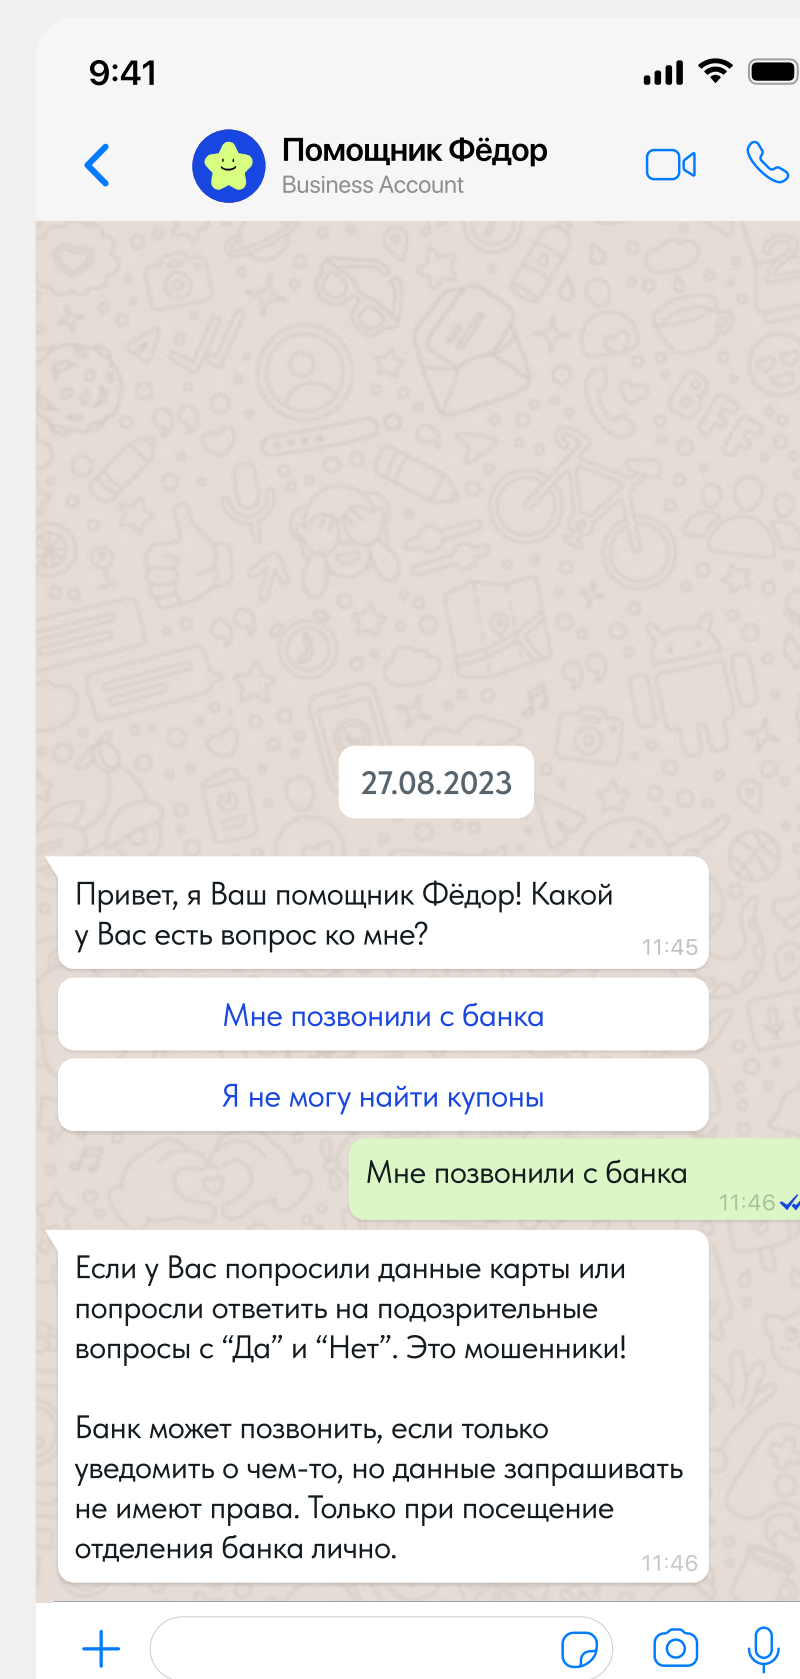 9:41
Помощник Фёдор
Business Account
27.08.2023
Привет, я Ваш помощник Фёдор! Какой
у Вас есть вопрос ко мне?
11:45
Мне позвонили с банка
Я не могу найти купоны
Мне позвонили с банка
11:46
Если у Вас попросили данные карты или
попросли ответить на подозрительные
вопросы с “Да” и “Нет”. Это мошенники!
Банк может позвонить, если только
уведомить о чем-то, но данные запрашивать
не имеют права. Только при посещение
отделения банка лично.
11:46